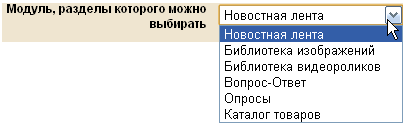 Модуль, разделы которого можно
выбирать
Новостная лента
Новостная лента
Библиотека изображений
Библиотека видеороликов
Вопрос-Ответ
Опросы
Каталог товаров